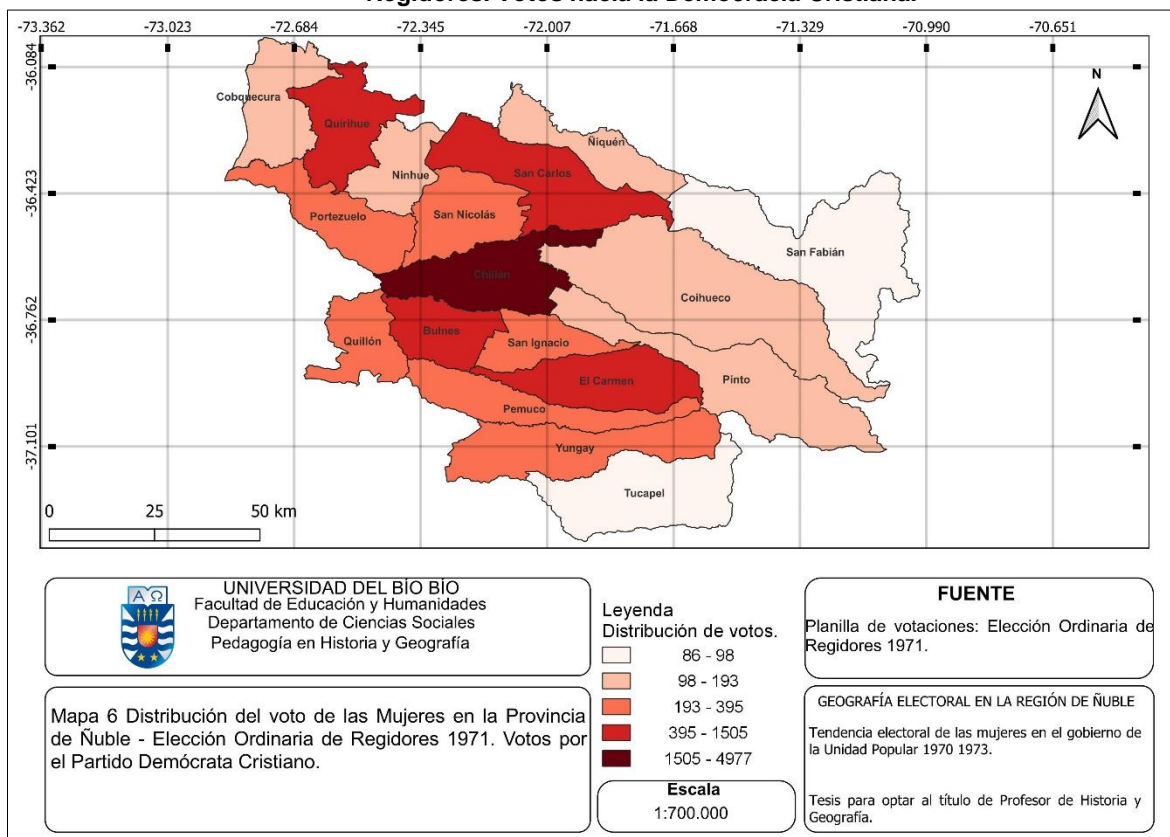 Regidores. Votos hacia la Democracia Cristiana.
-73.362 -73.023 -72.684 -72.345 -72.007 -71.668 -71.329 -70.990 -70.651
-36.084
-36.423
-36.762
-37.101
N
Cobquecura
Quirihue
Ñiquén
Ninhue
San Carlos
Portezuelo
San Nicolás
San Fabián
Chillán
Coihueco
Quillón
Bulnes
San Ignacio
El Carmen
Pinto
Pemuco
Yungay
Tucapel
0 25 50 km
ΑΩ
UNIVERSIDAD DEL BÍO BÍO
Facultad de Educación y Humanidades
Departamento de Ciencias Sociales
Pedagogía en Historia y Geografía
Mapa 6 Distribución del voto de las Mujeres en la Provincia
de Ñuble - Elección Ordinaria de Regidores 1971. Votos por
el Partido Demócrata Cristiano.
Leyenda
Distribución de votos.
86 - 98
98 - 193
193 - 395
395 - 1505
1505 - 4977
Escala
1:700.000
FUENTE
Planilla de votaciones: Elección Ordinaria de
Regidores 1971.
GEOGRAFÍA ELECTORAL EN LA REGIÓN DE ÑUBLE
Tendencia electoral de las mujeres en el gobierno de
la Unidad Popular 1970 1973.
Tesis para optar al título de Profesor de Historia y
Geografía.